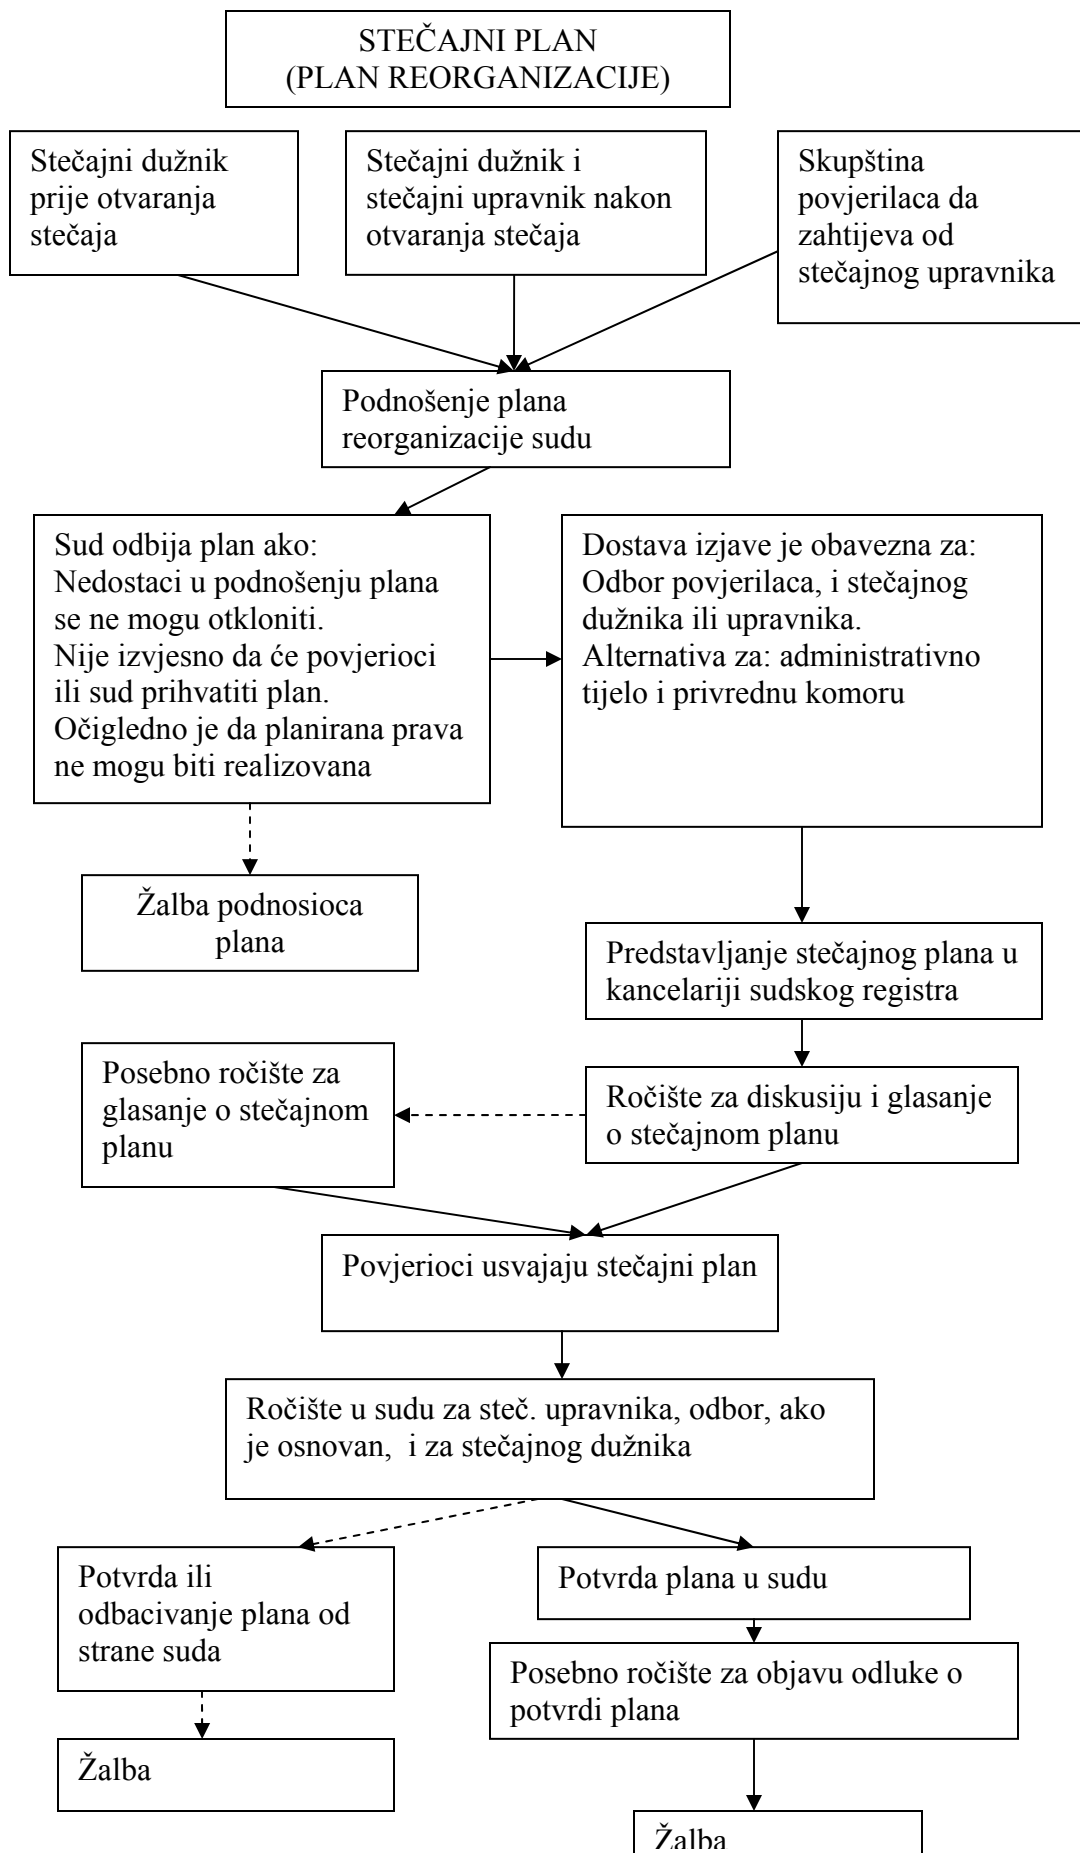 STEČAJNI PLAN
(PLAN REORGANIZACIJE)
Stečajni dužnik
prije otvaranja
stečaja
Stečajni dužnik i
stečajni upravnik nakon
otvaranja stečaja
Skupština
povjerilaca da
zahtijeva od
stečajnog upravnika
Podnošenje plana
reorganizacije sudu
Sud odbija plan ako:
Nedostaci u podnošenju plana
se ne mogu otkloniti.
Nije izvjesno da će povjerioci
ili sud prihvatiti plan.
Očigledno je da planirana prava
ne mogu biti realizovana
Dostava izjave je obavezna za:
Odbor povjerilaca, i stečajnog
dužnika ili upravnika.
Alternativa za: administrativno
tijelo i privrednu komoru
Žalba podnosioca
plana
Predstavljanje stečajnog plana u
kancelariji sudskog registra
Posebno ročište za
glasanje o stečajnom
planu
Ročište za diskusiju i glasanje
o stečajnom planu
Povjerioci usvajaju stečajni plan
Ročište u sudu za steč. upravnika, odbor, ako
je osnovan,  i za stečajnog dužnika
Potvrda ili
odbacivanje plana od
strane suda
Potvrda plana u sudu
Posebno ročište za objavu odluke o
potvrdi plana
Žalba
Žalba